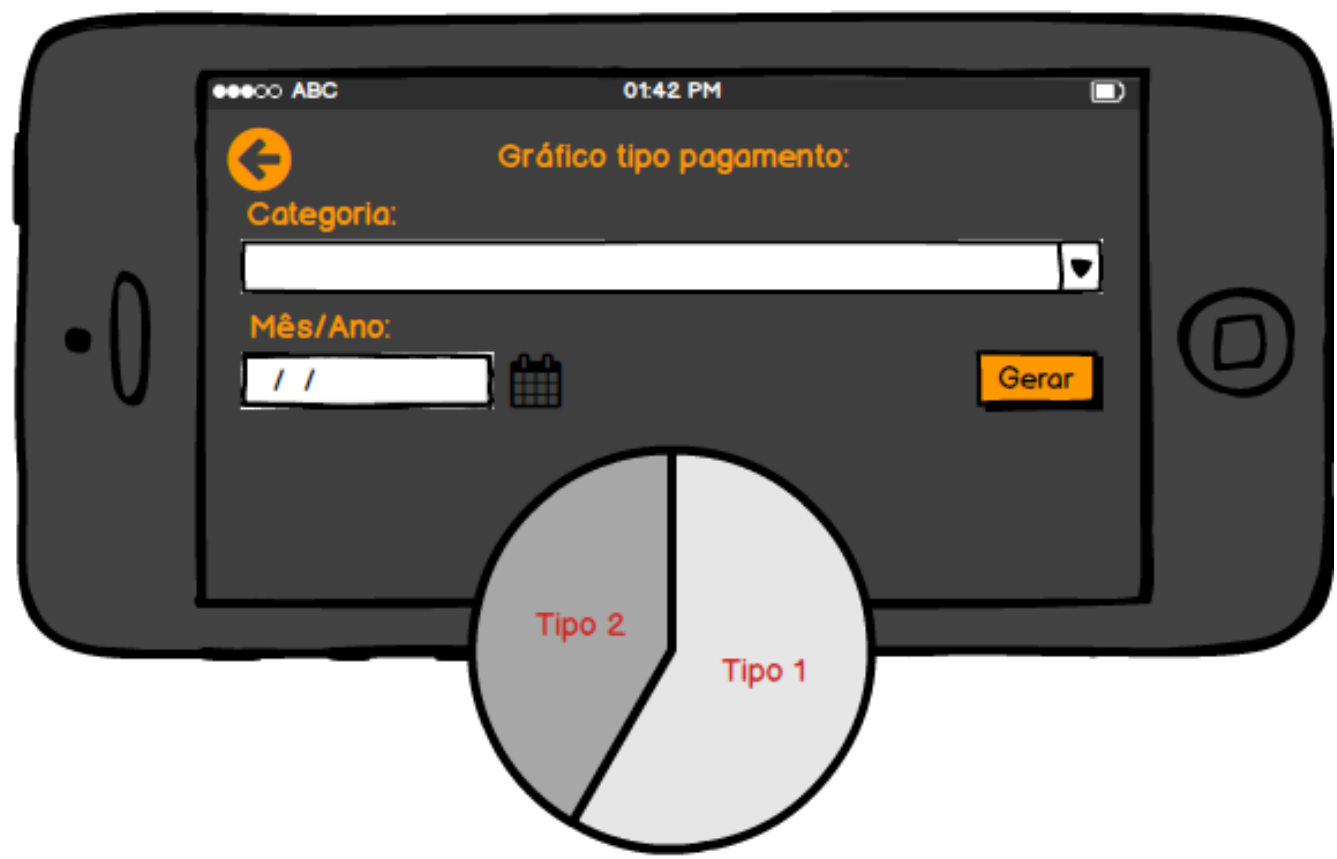 ABC 01:42 PM
Gráfico tipo pagamento:
Categoria:
Mês/Ano:
/ /
Gerar
Tipo 2
Tipo 1